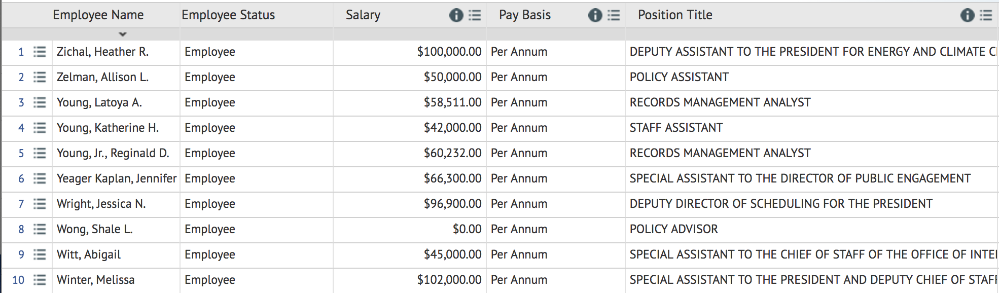 Employee Name Employee Status Salary Pay Basis Position Title
1 Zichal, Heather R. Employee $100,000.00 Per Annum DEPUTY ASSISTANT TO THE PRESIDENT FOR ENERGY AND CLIMATE C
2 Zelman, Allison L. Employee $50,000.00 Per Annum POLICY ASSISTANT
3 Young, Latoya A. Employee $58,511.00 Per Annum RECORDS MANAGEMENT ANALYST
4 Young, Katherine H. Employee $42,000.00 Per Annum STAFF ASSISTANT
5 Young, Jr., Reginald D. Employee $60,232.00 Per Annum RECORDS MANAGEMENT ANALYST
6 Yeager Kaplan, Jennifer Employee $66,300.00 Per Annum SPECIAL ASSISTANT TO THE DIRECTOR OF PUBLIC ENGAGEMENT
7 Wright, Jessica N. Employee $96,900.00 Per Annum DEPUTY DIRECTOR OF SCHEDULING FOR THE PRESIDENT
8 Wong, Shale L. Employee $0.00 Per Annum POLICY ADVISOR
9 Witt, Abigail Employee $45,000.00 Per Annum SPECIAL ASSISTANT TO THE CHIEF OF STAFF OF THE OFFICE OF INTE
10 Winter, Melissa Employee $102,000.00 Per Annum SPECIAL ASSISTANT TO THE PRESIDENT AND DEPUTY CHIEF OF STAF